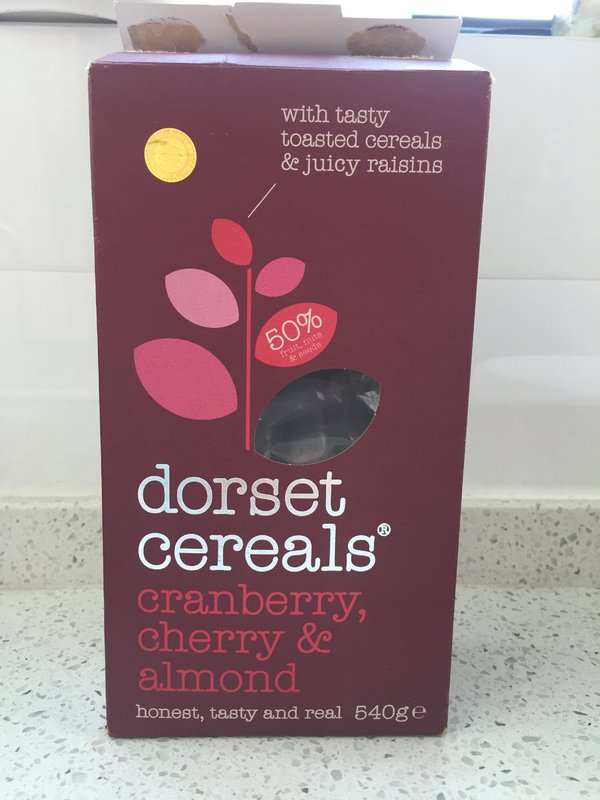 with tasty
toasted cereals
& juicy raisins
50%
fruit, nuts
& seeds
dorset
cereals®
cranberry,
cherry &
almond
honest, tasty and real 540g ℮